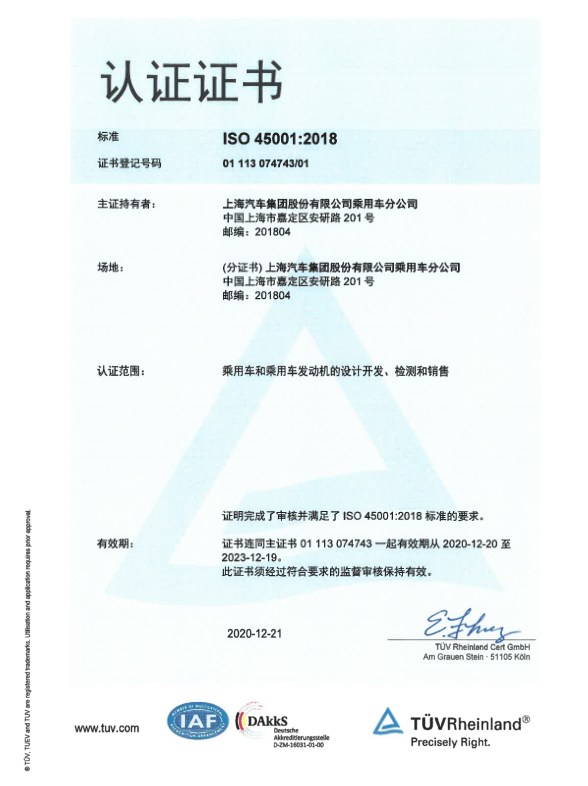 认证证书
标准
ISO 45001:2018
证书登记号码
01 113 074743/01
主证持有者：
上海汽车集团股份有限公司乘用车分公司
中国上海市嘉定区安研路 201 号
邮编：201804
场地：
(分证书) 上海汽车集团股份有限公司乘用车分公司
中国上海市嘉定区安研路 201 号
邮编：201804
认证范围：
乘用车和乘用车发动机的设计开发、检测和销售
证明完成了审核并满足了 ISO 45001:2018 标准的要求。
有效期：
证书连同主证书 01 113 074743 一起有效期从 2020-12-20 至
2023-12-19。
此证书须经过符合要求的监督审核保持有效。
2020-12-21
TÜV Rheinland Cert GmbH
Am Grauen Stein · 51105 Köln
® TÜV, TUEV and TUV are registered trademarks. Utilisation and application requires prior approval.
www.tuv.com
MEMBER OF MULTILATERAL
IAF
RECOGNITION ARRANGEMENT
DAkkS
Deutsche
Akkreditierungsstelle
D-ZM-16031-01-00
TÜVRheinland®
Precisely Right.